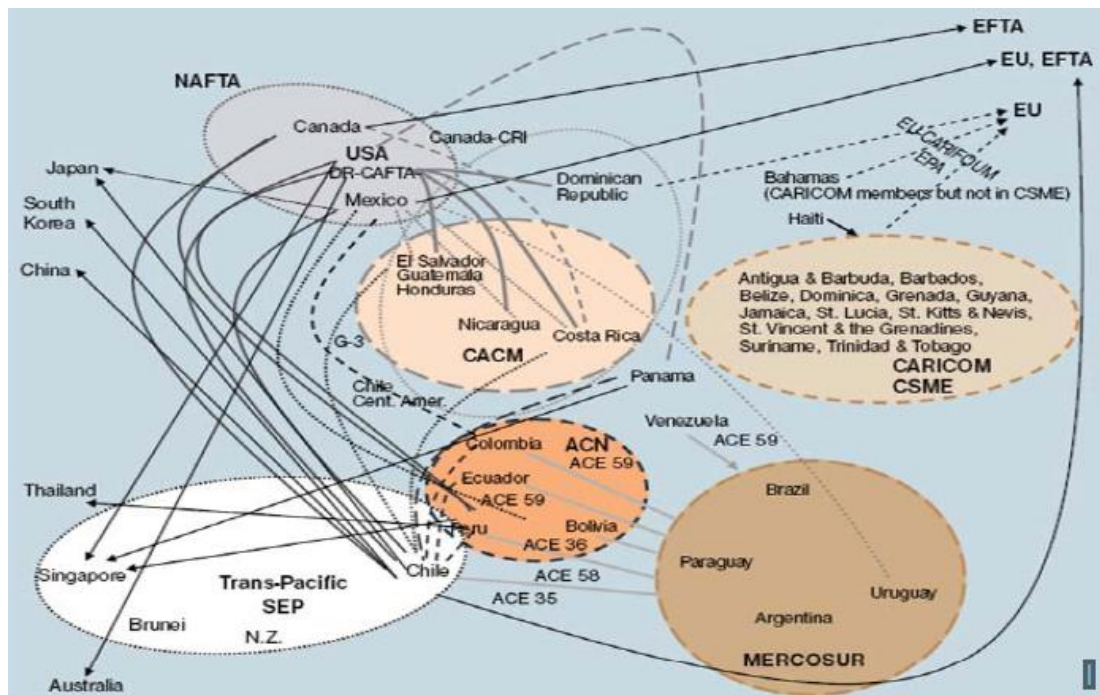 EFTA
EU, EFTA
NAFTA
EU
Canada
Canada-CRI
EU-CARIFOUM
EPA
USA
DR-CAFTA
Japan
Dominican
Republic
Bahamas
(CARICOM members but not in CSME)
Mexico
South
Korea
Haiti
China
El Salvador
Guatemala
Honduras
Antigua & Barbuda, Barbados,
Belize, Dominica, Grenada, Guyana,
Jamaica, St. Lucia, St. Kitts & Nevis,
St. Vincent & the Grenadines,
Suriname, Trinidad & Tobago
CARICOM
CSME
Nicaragua
Costa Rica
G-3
CACM
Panama
Chile
Cent. Amer.
Venezuela
ACE 59
Colombia
ACN
ACE 59
Ecuador
ACE 59
Brazil
Thailand
Peru
Bolivia
ACE 36
Paraguay
Singapore
Trans-Pacific
SEP
Chile
ACE 58
ACE 35
Uruguay
Brunei
N.Z.
Argentina
MERCOSUR
Australia